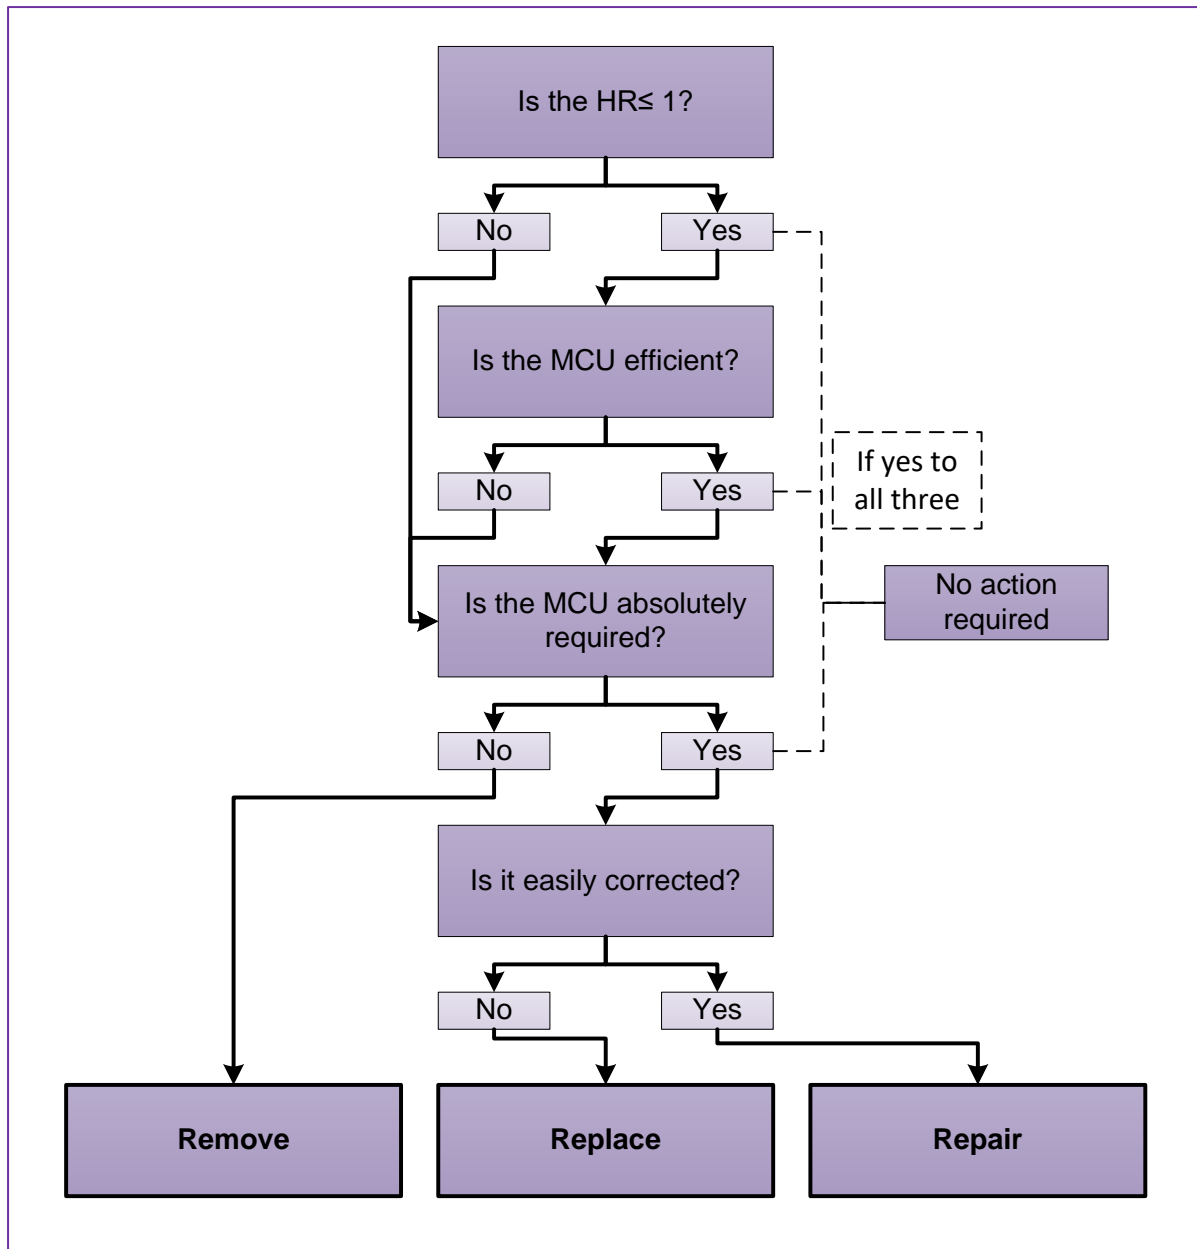 Is the HR≤ 1?
No
Yes
Is the MCU efficient?
If yes to
all three
No
Yes
Is the MCU absolutely
required?
No action
required
No
Yes
Is it easily corrected?
No
Yes
Remove
Replace
Repair